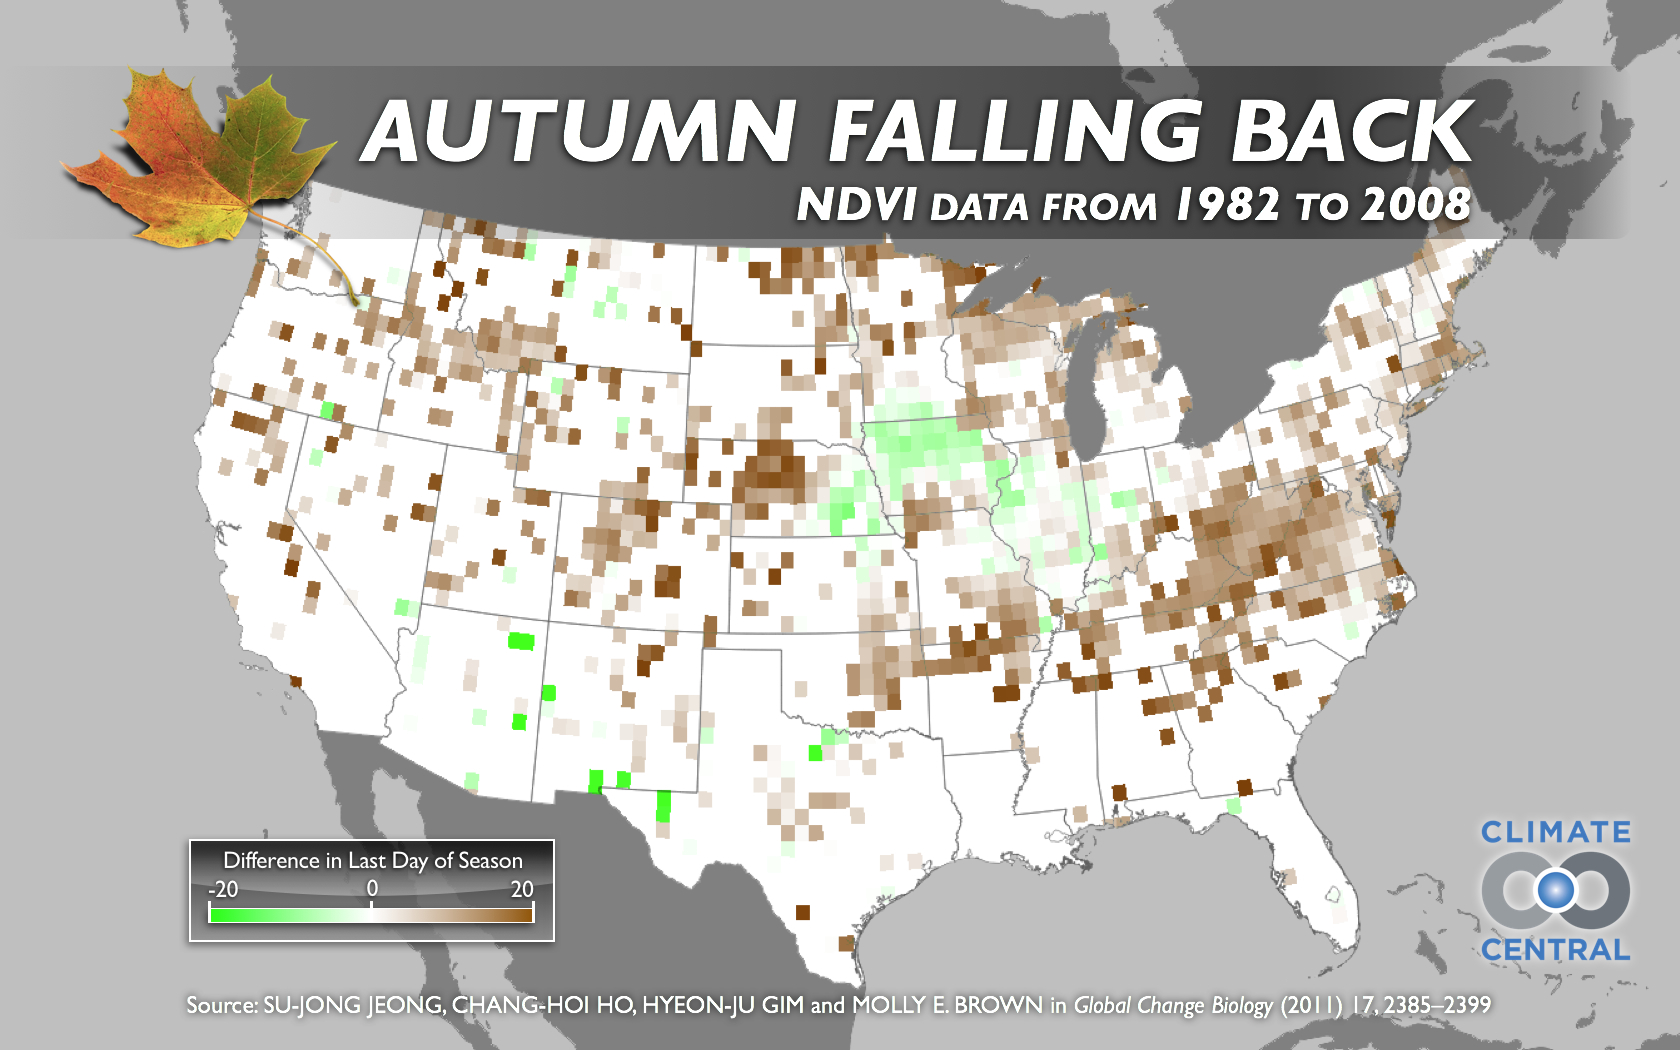 AUTUMN FALLING BACK
NDVI DATA FROM 1982 TO 2008
Difference in Last Day of Season
-20 0 20
CLIMATE
CENTRAL
Source: SU-JONG JEONG, CHANG-HOI HO, HYEON-JU GIM and MOLLY E. BROWN in Global Change Biology (2011) 17, 2385–2399